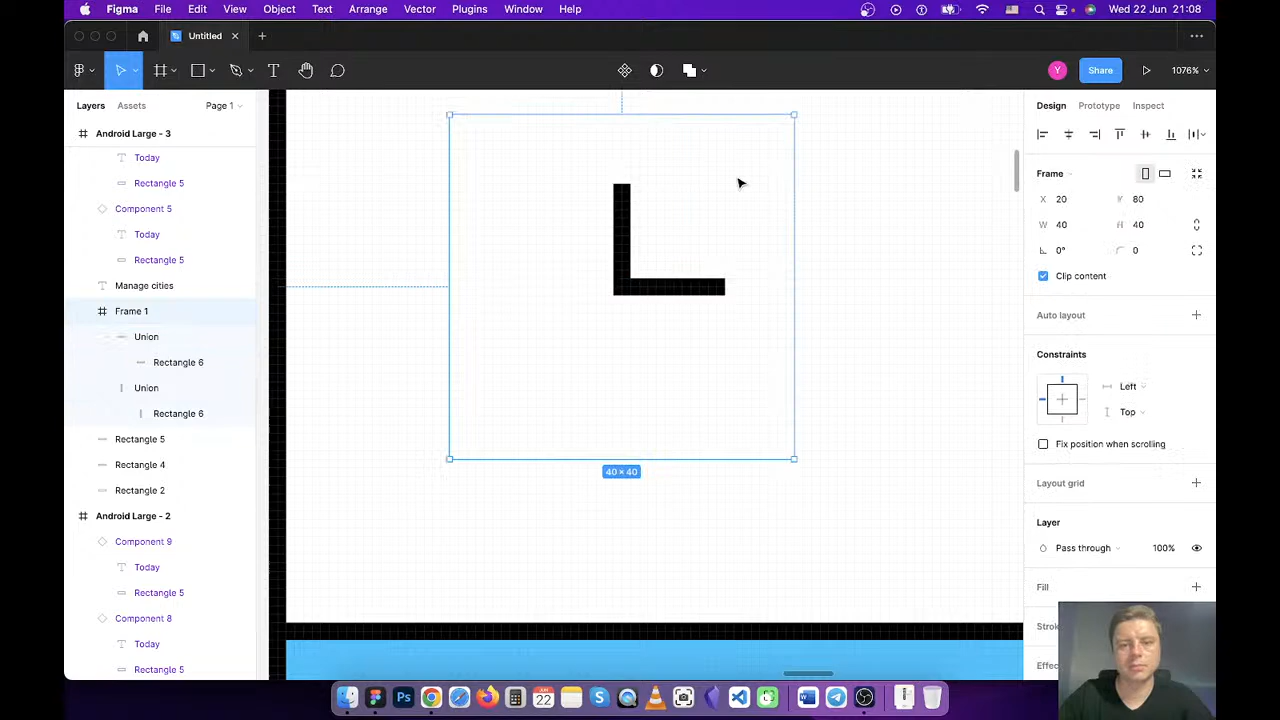 Figma File Edit View Object Text Arrange Vector Plugins Window Help Wed 22 Jun 21:08
Untitled
Share 1076%
Layers Assets Page 1
Android Large - 3
Today
Rectangle 5
Component 5
Today
Rectangle 5
Manage cities
Frame 1
Union
Rectangle 6
Union
Rectangle 6
Rectangle 5
Rectangle 4
Rectangle 2
Android Large - 2
Component 9
Today
Rectangle 5
Component 8
Today
Rectangle 5
40 × 40
Design Prototype Inspect
Frame
X 20 80
W 40 H 40
0° 0
Clip content
Auto layout
Constraints
Left
Top
Fix position when scrolling
Layout grid
Layer
Pass through 100%
Fill